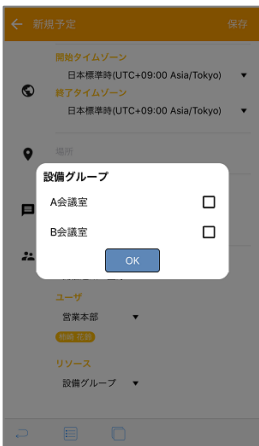 新規予定
保存
開始タイムゾーン
日本標準時(UTC+09:00 Asia/Tokyo)
終了タイムゾーン
日本標準時(UTC+09:00 Asia/Tokyo)
場所
設備グループ
A会議室
B会議室
OK
ユーザ
営業本部
リソース
設備グループ